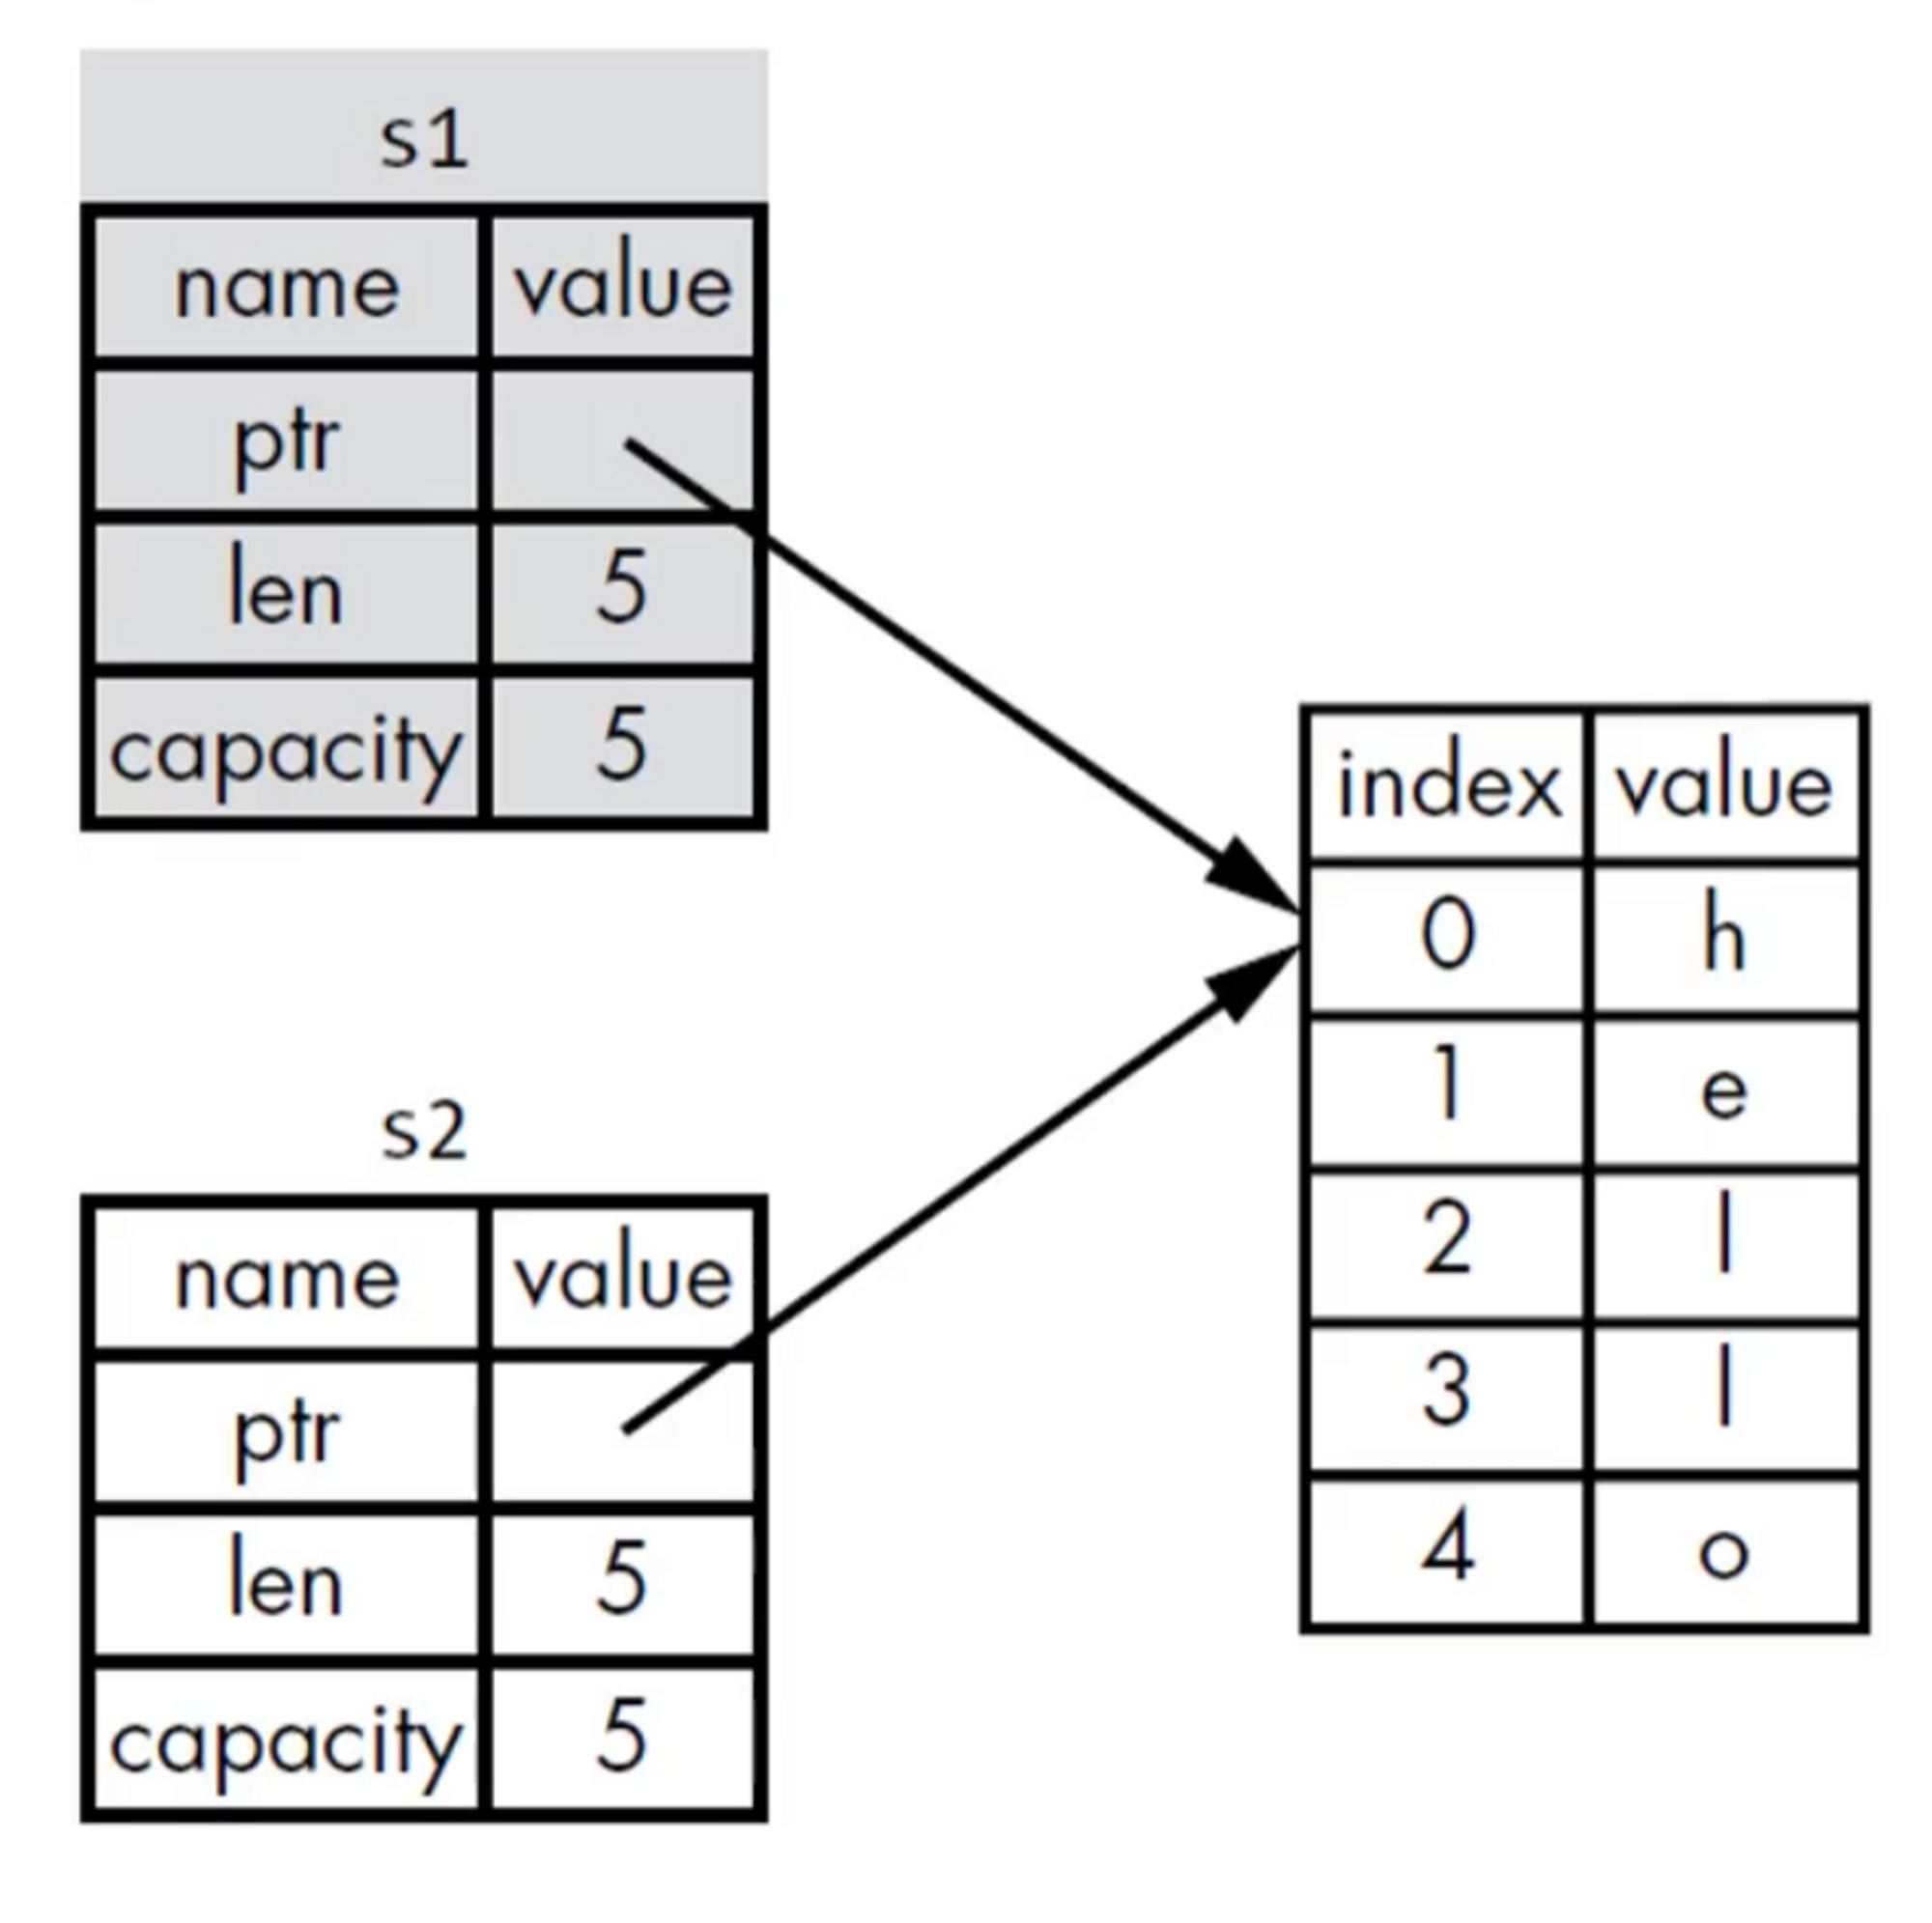 s1
name value
ptr
len 5
capacity 5
s2
name value
ptr
len 5
capacity 5
index value
0 h
1 e
2 l
3 l
4 o